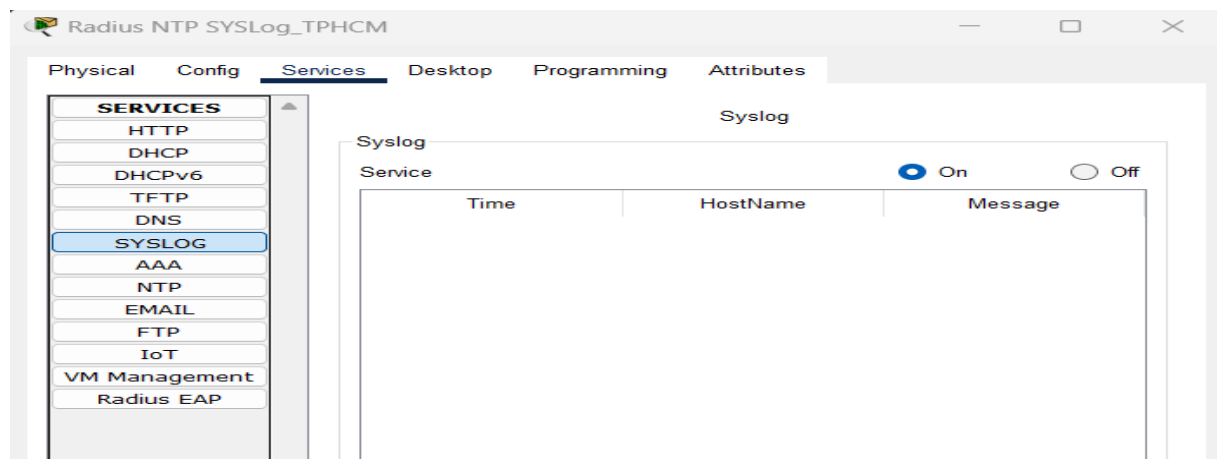 Radius NTP SYSLog_TPHCM
Physical Config Services Desktop Programming Attributes
SERVICES
HTTP
DHCP
DHCPv6
TFTP
DNS
SYSLOG
AAA
NTP
EMAIL
FTP
IoT
VM Management
Radius EAP
Syslog
Syslog
Service On Off
Time HostName Message